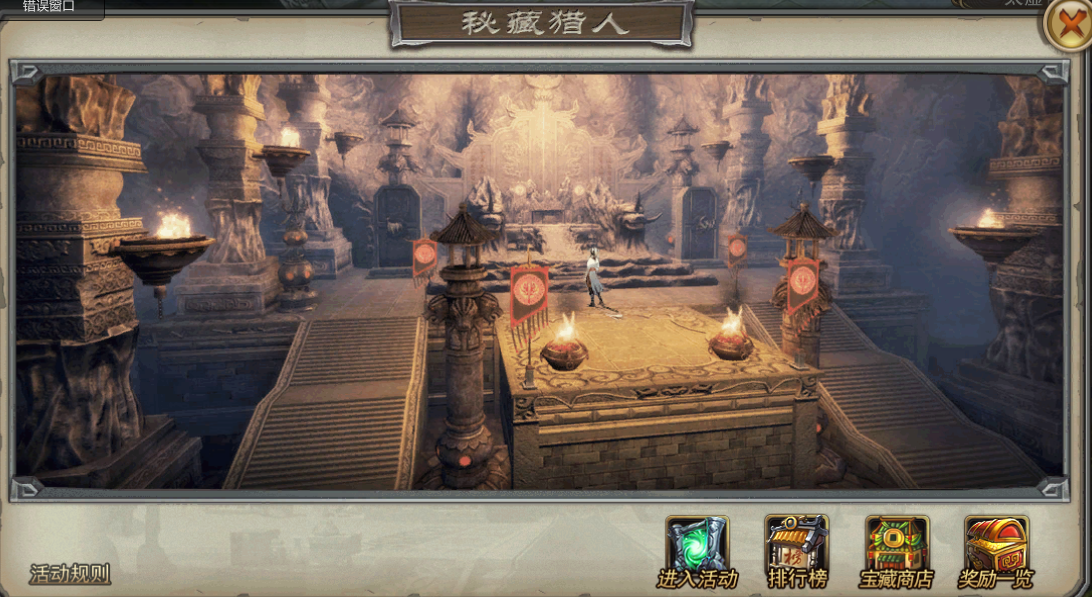 错误窗口
秘藏猎人
活动规则
进入活动
排行榜
宝藏商店
奖励一览